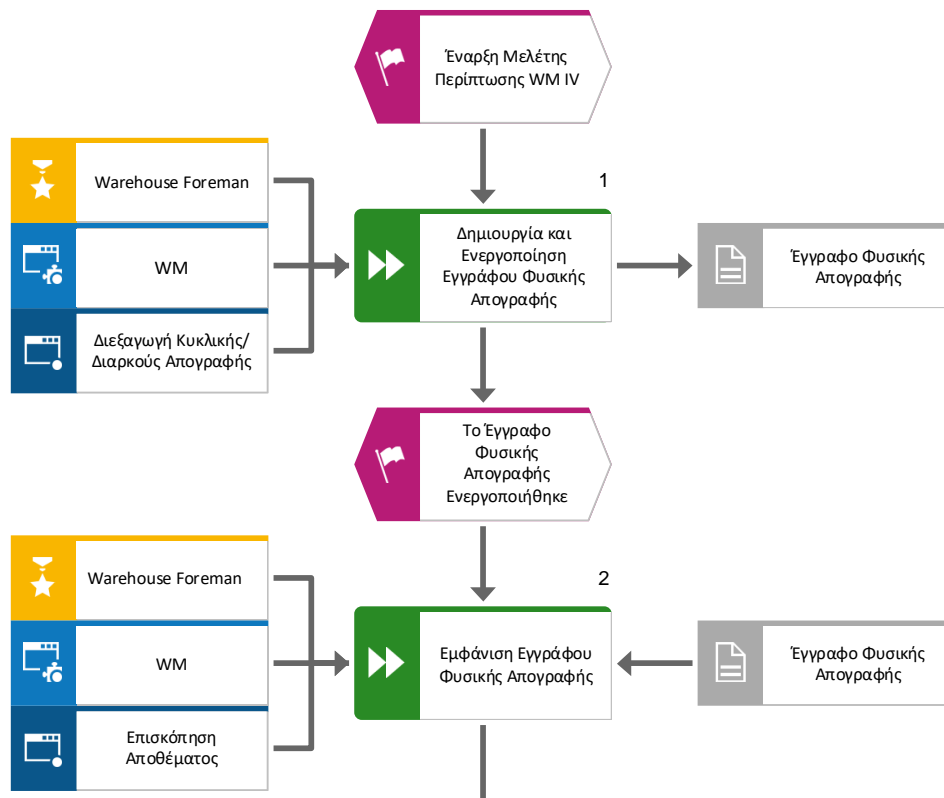 Έναρξη Μελέτης
Περίπτωσης WM IV
Warehouse Foreman
1
WM
Δημιουργία και
Ενεργοποίηση
Εγγράφου Φυσικής
Απογραφής
Έγγραφο Φυσικής
Απογραφής
Διεξαγωγή Κυκλικής/
Διαρκούς Απογραφής
Το Έγγραφο
Φυσικής
Απογραφής
Ενεργοποιήθηκε
Warehouse Foreman
2
WM
Εμφάνιση Εγγράφου
Φυσικής Απογραφής
Έγγραφο Φυσικής
Απογραφής
Επισκόπηση
Αποθέματος